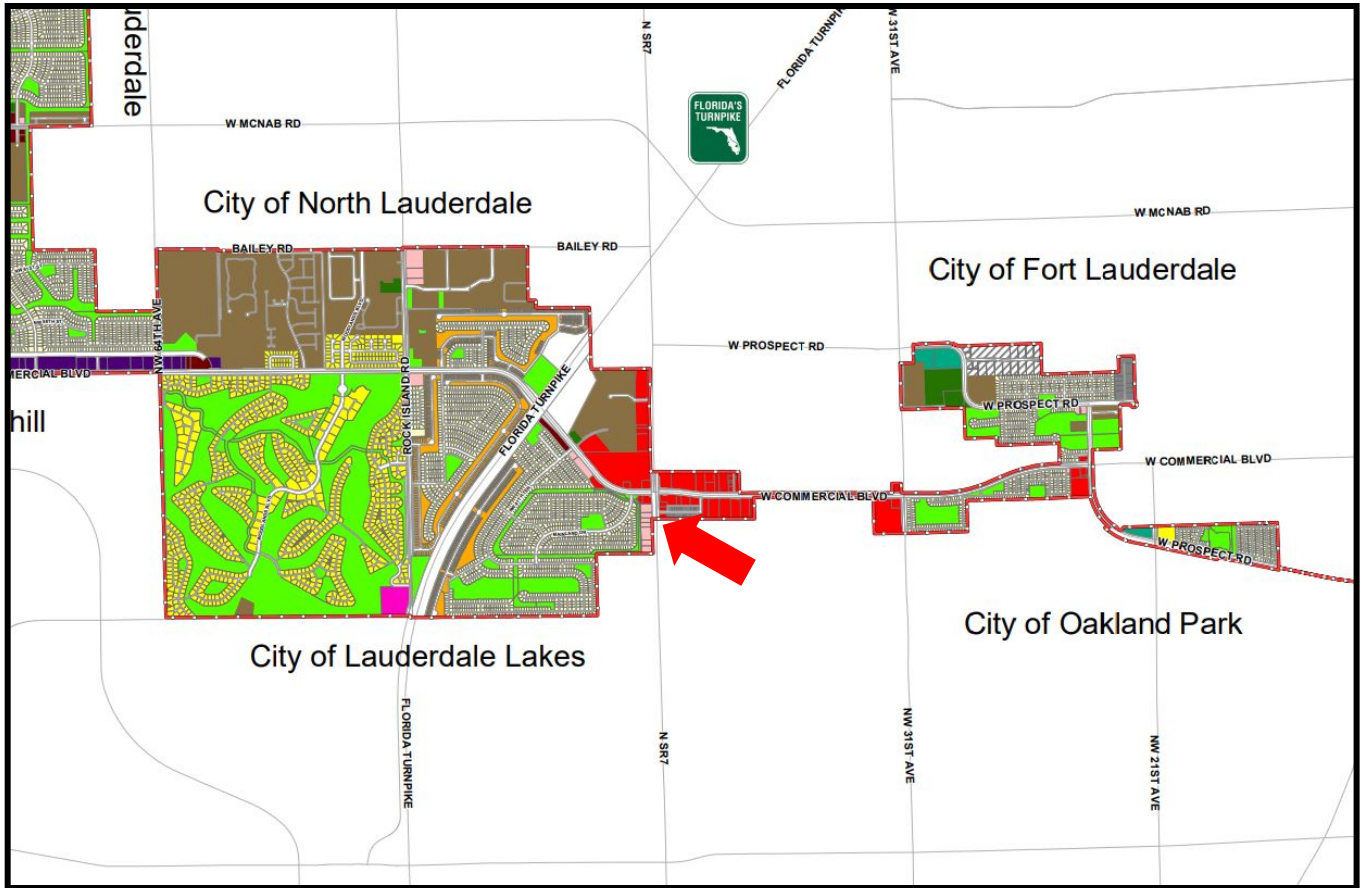 uderdale
N SR7
FLORIDA TURNPIK
W 31ST AVE
FLORIDA'S
TURNPIKE
W MCNAB RD
City of North Lauderdale
W MCNAB RD
BAILEY RD
BAILEY RD
City of Fort Lauderdale
NW 64TH AVE
W PROSPECT RD
MERCIAL BLVD
ROCK ISLAND RD
FLORIDA TURNPIKE
W PROSPECT RD
hill
W COMMERCIAL BLVD
W COMMERCIAL BLVD
W PROSPECT RD
City of Oakland Park
City of Lauderdale Lakes
FLORIDA TURNPIKE
N SR7
NW 31ST AVE
NW 21ST AVE